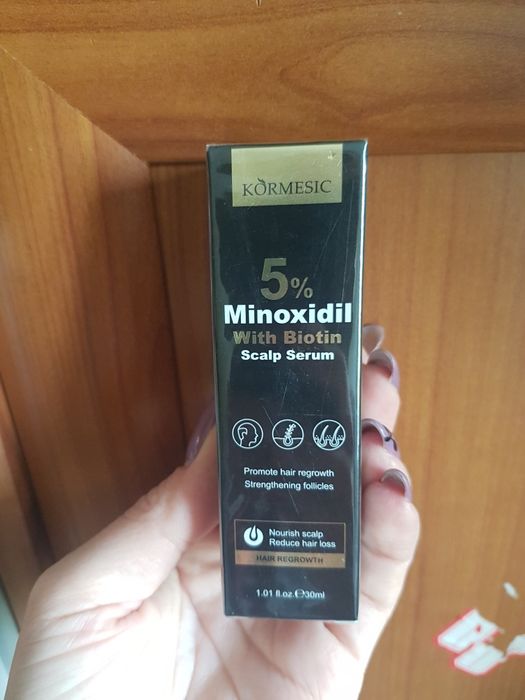 KORMESIC
5%
Minoxidil
With Biotin
Scalp Serum
Promote hair regrowth
Strengthening follicles
Nourish scalp
Reduce hair loss
HAIR REGROWTH
1.01 fl.oz.℮30ml